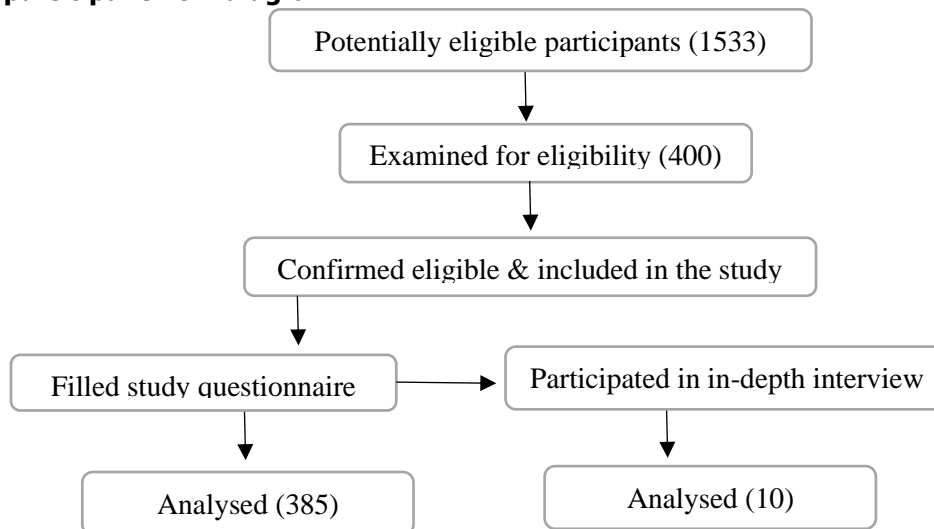 Potentially eligible participants (1533)
Examined for eligibility (400)
Confirmed eligible & included in the study
Filled study questionnaire
Participated in in-depth interview
Analysed (385)
Analysed (10)